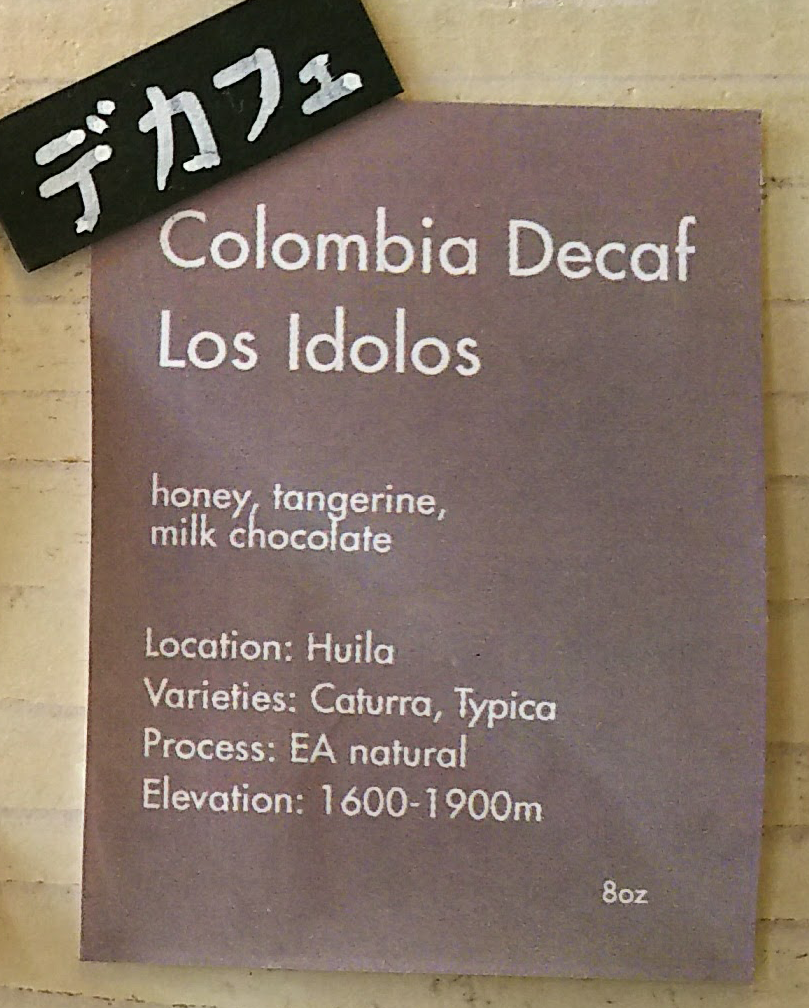 デカフェ
Colombia Decaf
Los Idolos
honey, tangerine,
milk chocolate
Location: Huila
Varieties: Caturra, Typica
Process: EA natural
Elevation: 1600-1900m
8oz